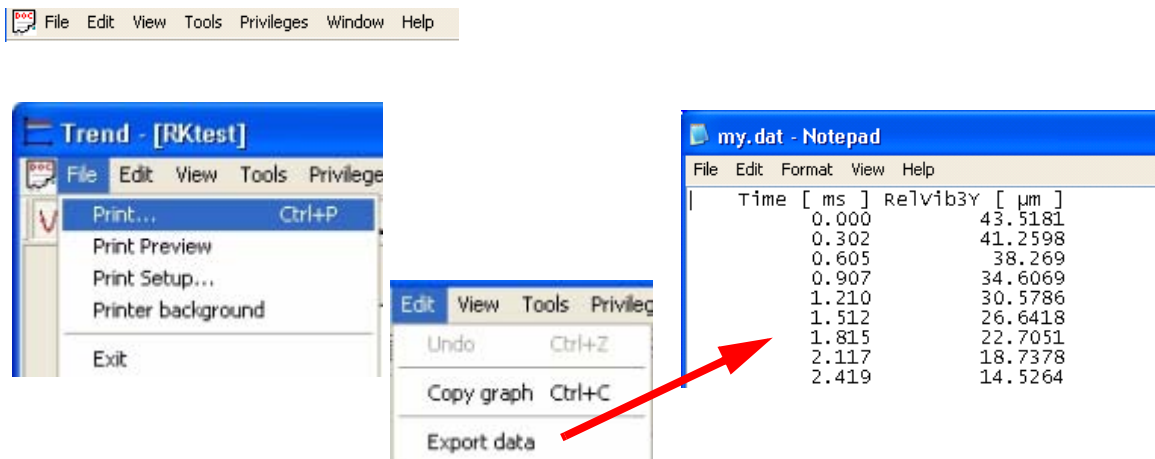 DOC File Edit View Tools Privileges Window Help
Trend - [RKtest]
DOC File Edit View Tools Privilege
Print... Ctrl+P
Print Preview
Print Setup...
Printer background
Exit
Edit View Tools Privileg
Undo Ctrl+Z
Copy graph Ctrl+C
Export data
my.dat - Notepad
File Edit Format View Help
Time [ ms ] RelVib3Y [ µm ]
0.000 43.5181
0.302 41.2598
0.605 38.269
0.907 34.6069
1.210 30.5786
1.512 26.6418
1.815 22.7051
2.117 18.7378
2.419 14.5264